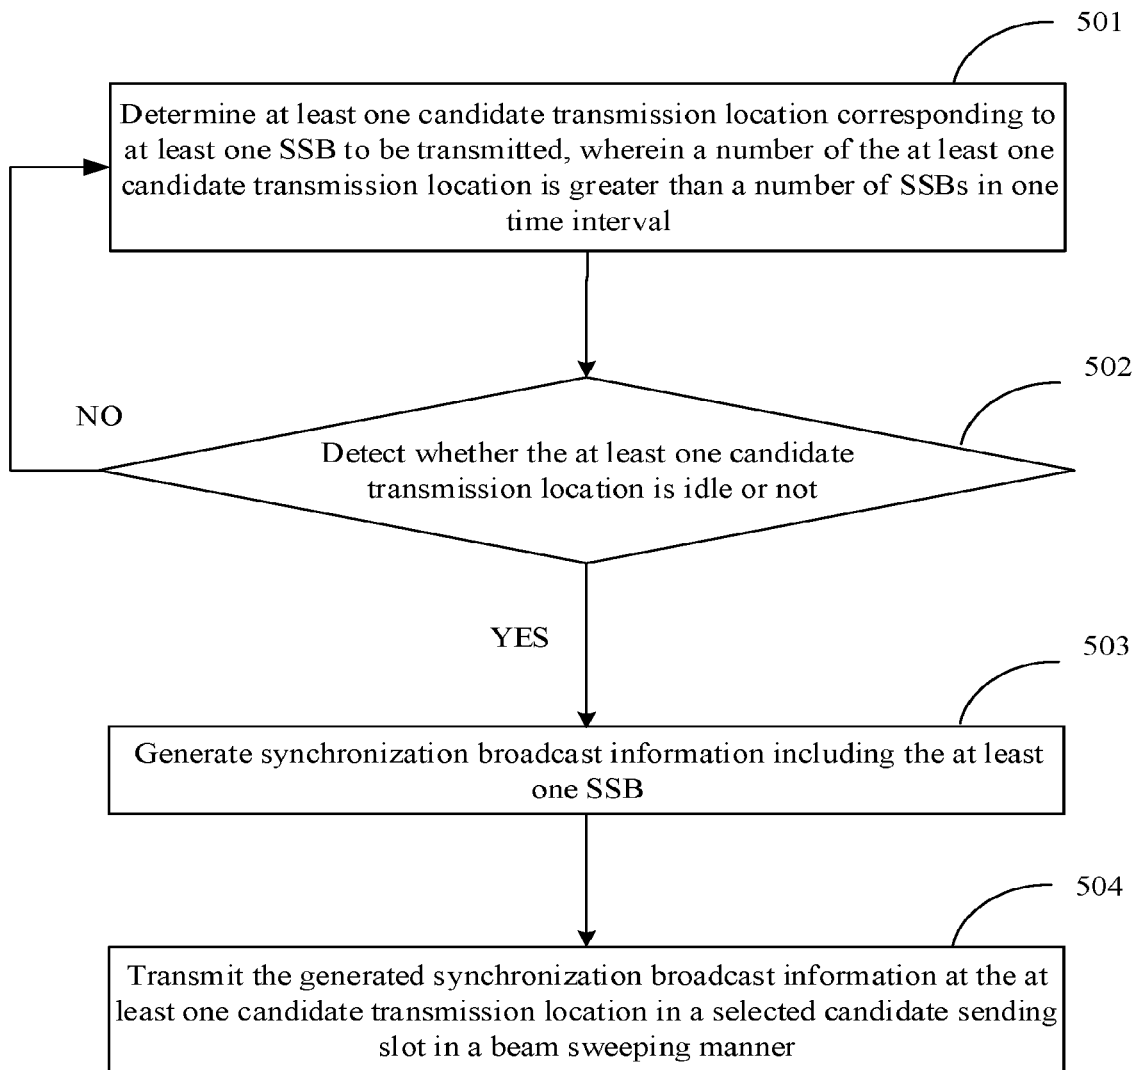 501
Determine at least one candidate transmission location corresponding to
at least one SSB to be transmitted, wherein a number of the at least one
candidate transmission location is greater than a number of SSBs in one
time interval
502
NO
Detect whether the at least one candidate
transmission location is idle or not
YES
503
Generate synchronization broadcast information including the at least
one SSB
504
Transmit the generated synchronization broadcast information at the at
least one candidate transmission location in a selected candidate sending
slot in a beam sweeping manner